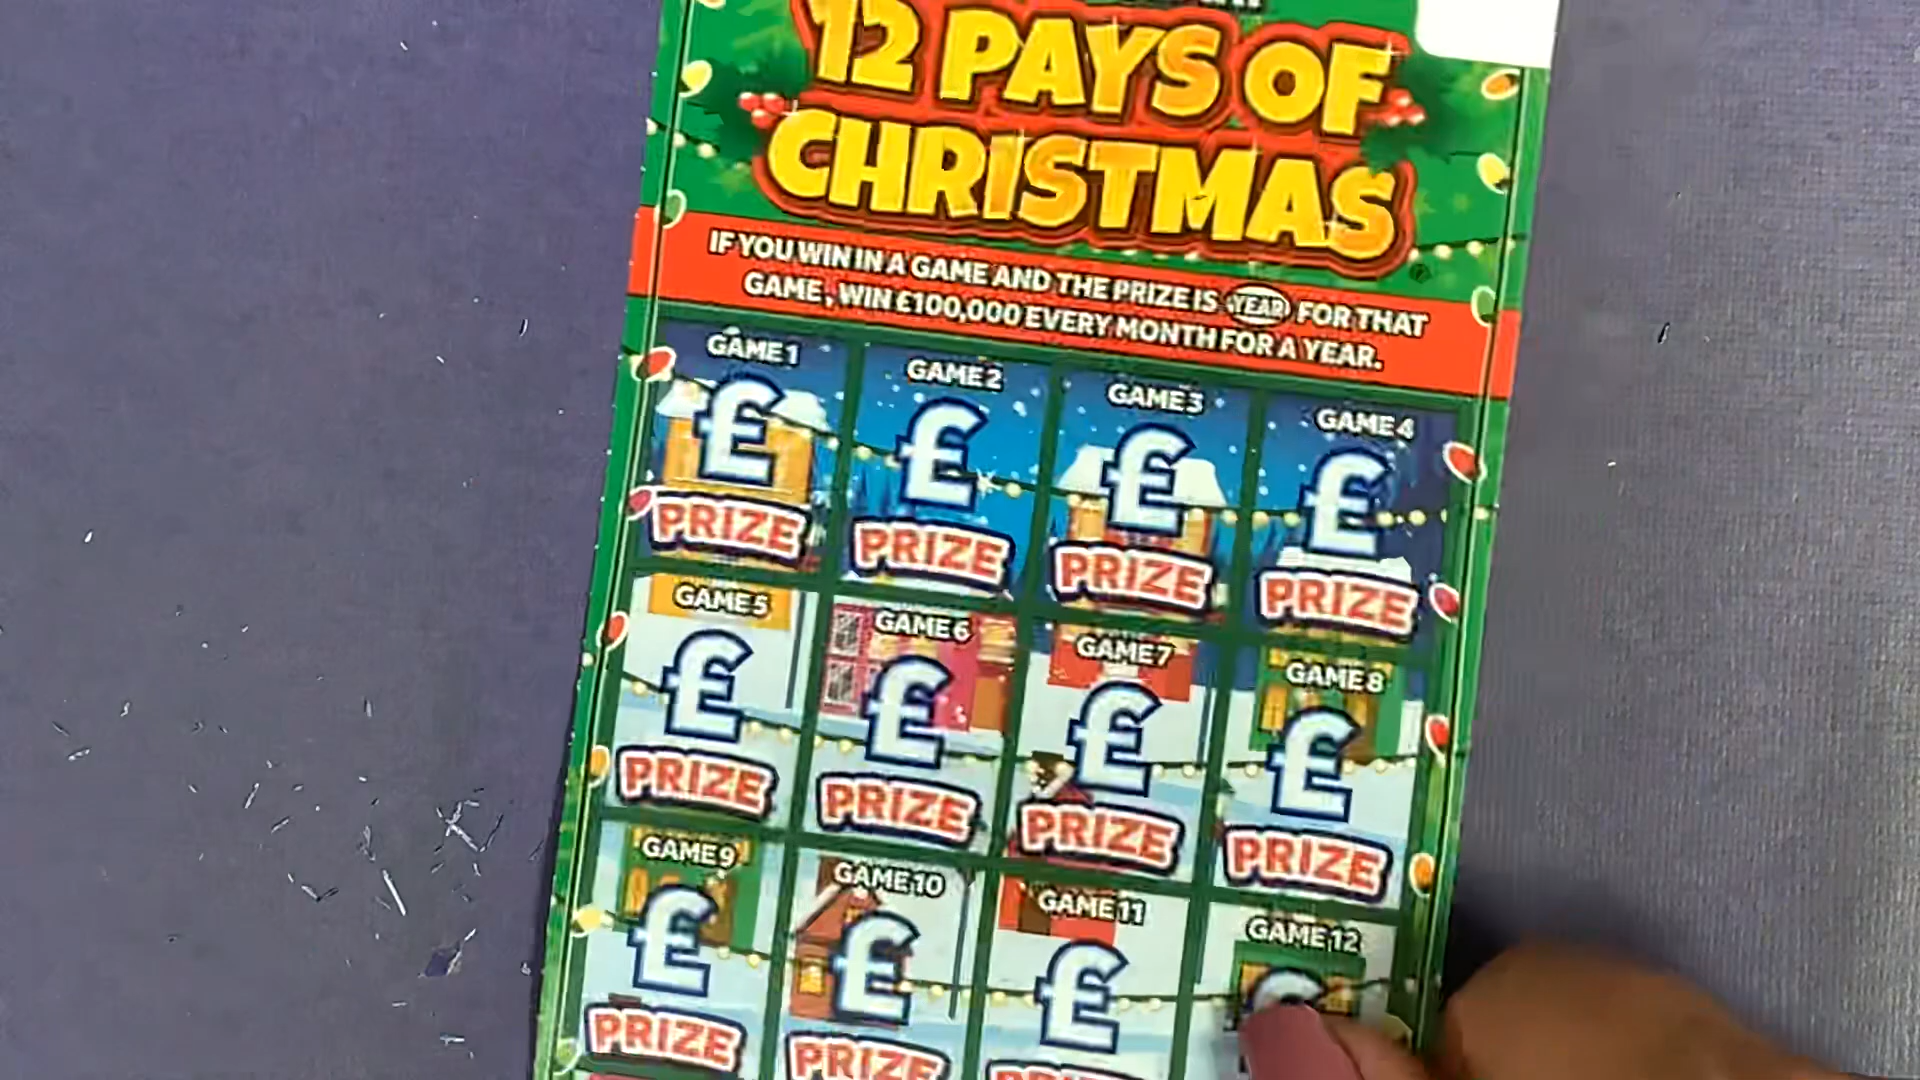 12 PAYS OF
CHRISTMAS
IF YOU WIN IN A GAME AND THE PRIZE IS YEAR FOR THAT
GAME, WIN £100,000 EVERY MONTH FOR A YEAR.
GAME 1 GAME 2 GAME 3 GAME 4
£ £ £ £
PRIZE PRIZE PRIZE PRIZE
GAME 5 GAME 6 GAME 7 GAME 8
£ £ £ £
PRIZE PRIZE PRIZE PRIZE
GAME 9 GAME 10 GAME 11 GAME 12
£ £ £
PRIZE PRIZE PRIZE